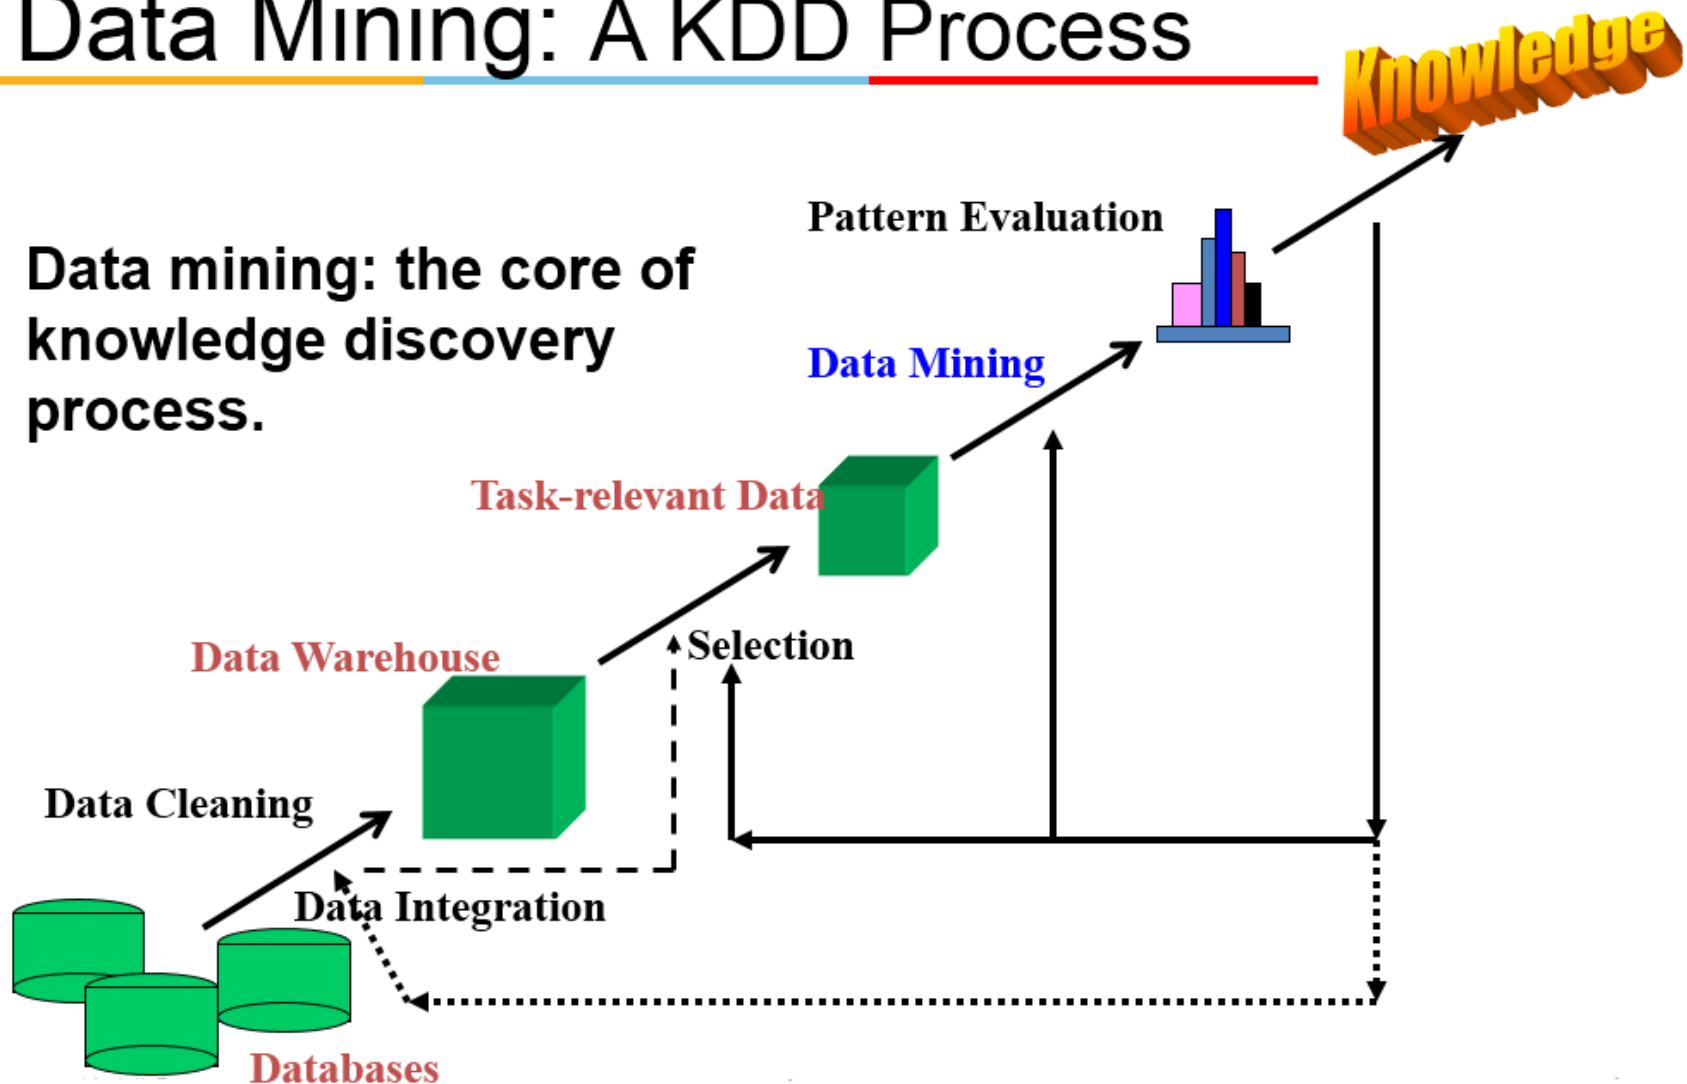 Data Mining: A KDD Process
Knowledge
Pattern Evaluation
Data mining: the core of
knowledge discovery
process.
Data Mining
Task-relevant Data
Selection
Data Warehouse
Data Cleaning
Data Integration
Databases